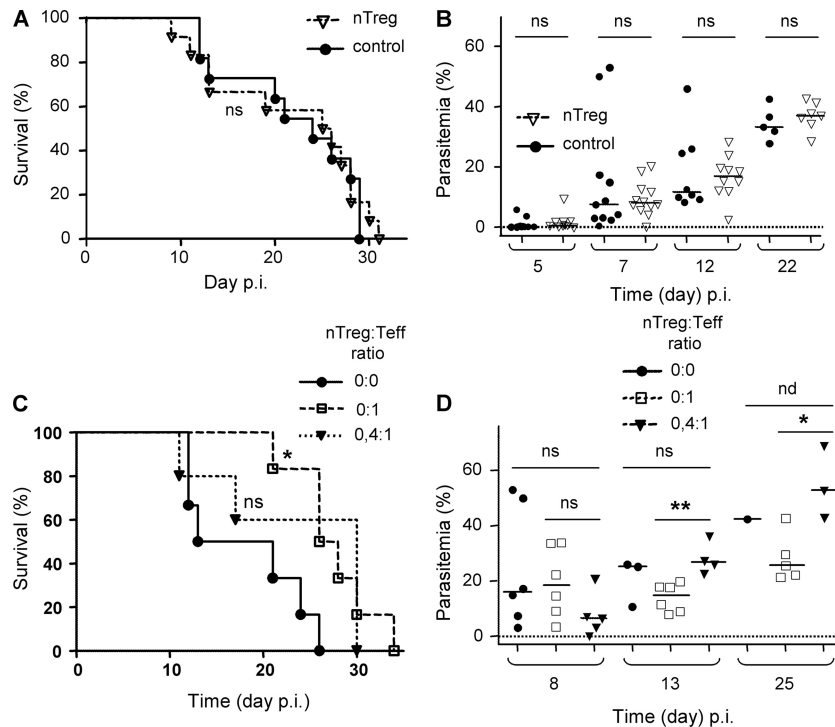 A
Survival (%)
100
80
60
40
20
0
nTreg
control
ns
0
10
20
30
Day p.i.
B
Parasitemia (%)
60
40
20
0
ns
ns
ns
ns
nTreg
control
5
7
12
22
Time (day) p.i.
C
nTreg:Teff
ratio
0:0
0:1
0,4:1
Survival (%)
100
80
60
40
20
0
*
ns
0
10
20
30
Time (day p.i.)
D
nTreg:Teff
ratio
0:0
0:1
0,4:1
Parasitemia (%)
60
40
20
0
nd
ns
ns
*
ns
**
8
13
25
Time (day) p.i.